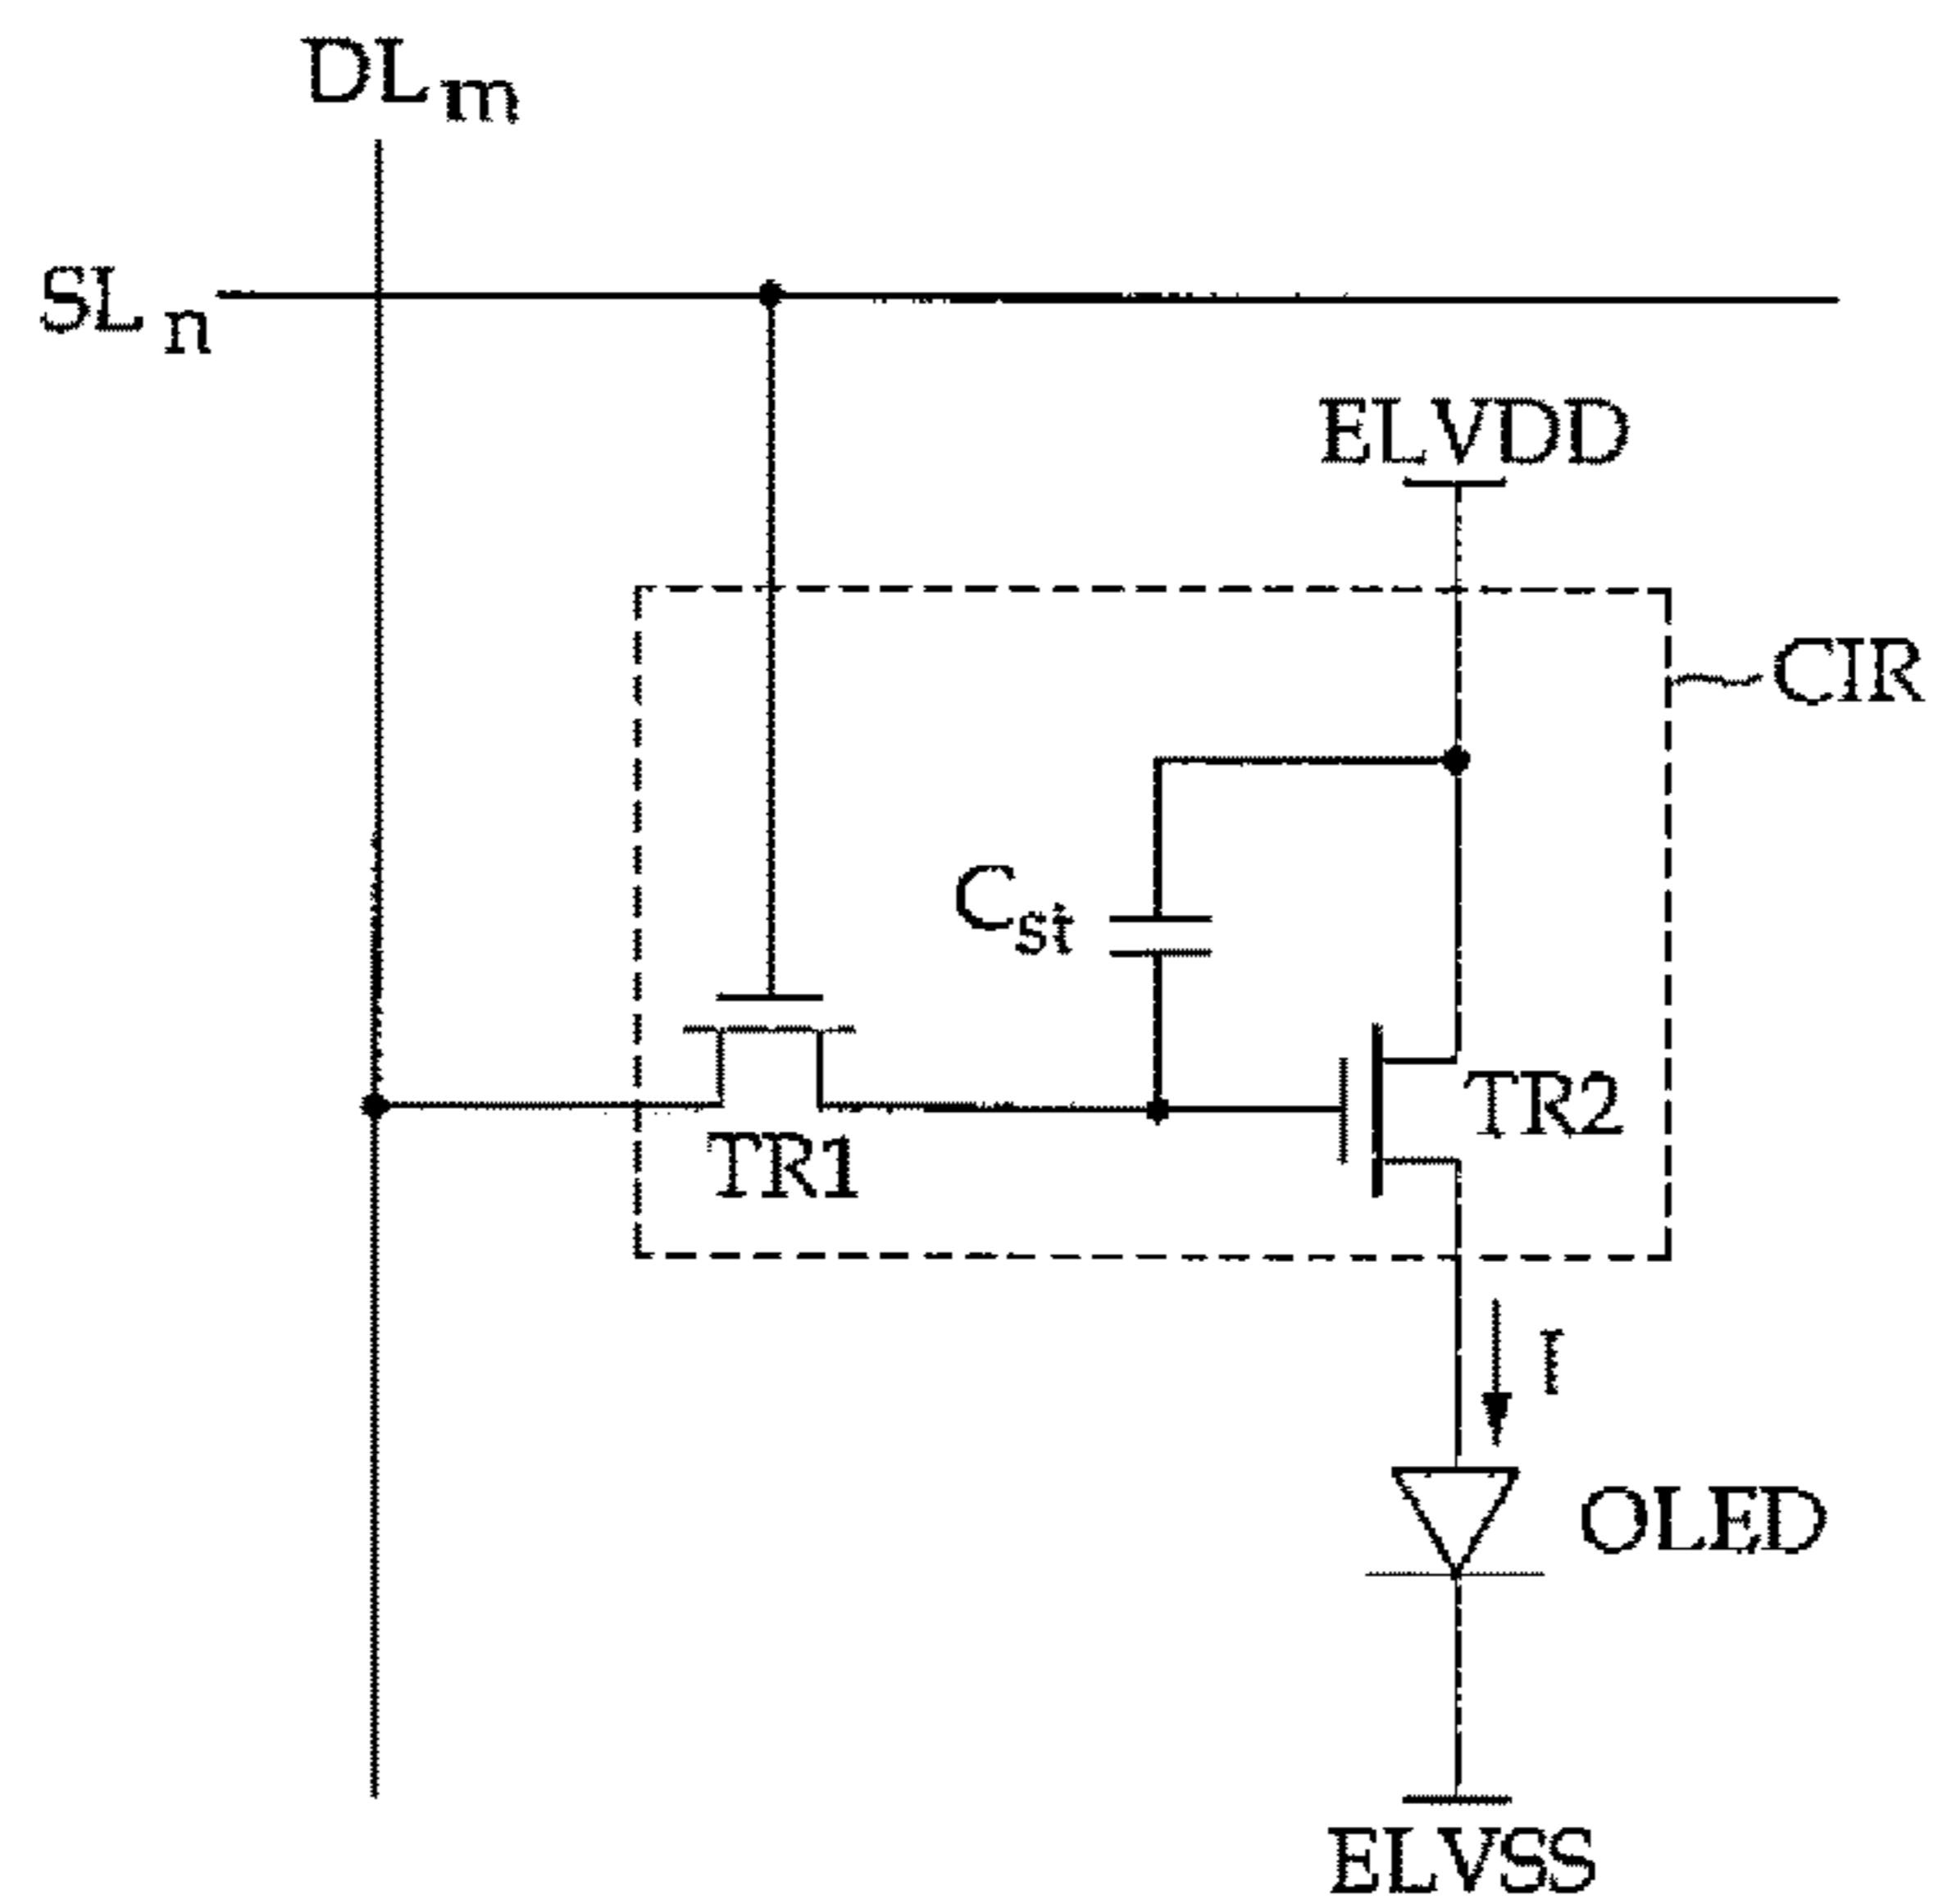 DLm
SLn
ELVDD
CIR
Cst
TR2
TR1
I
OLED
ELVSS